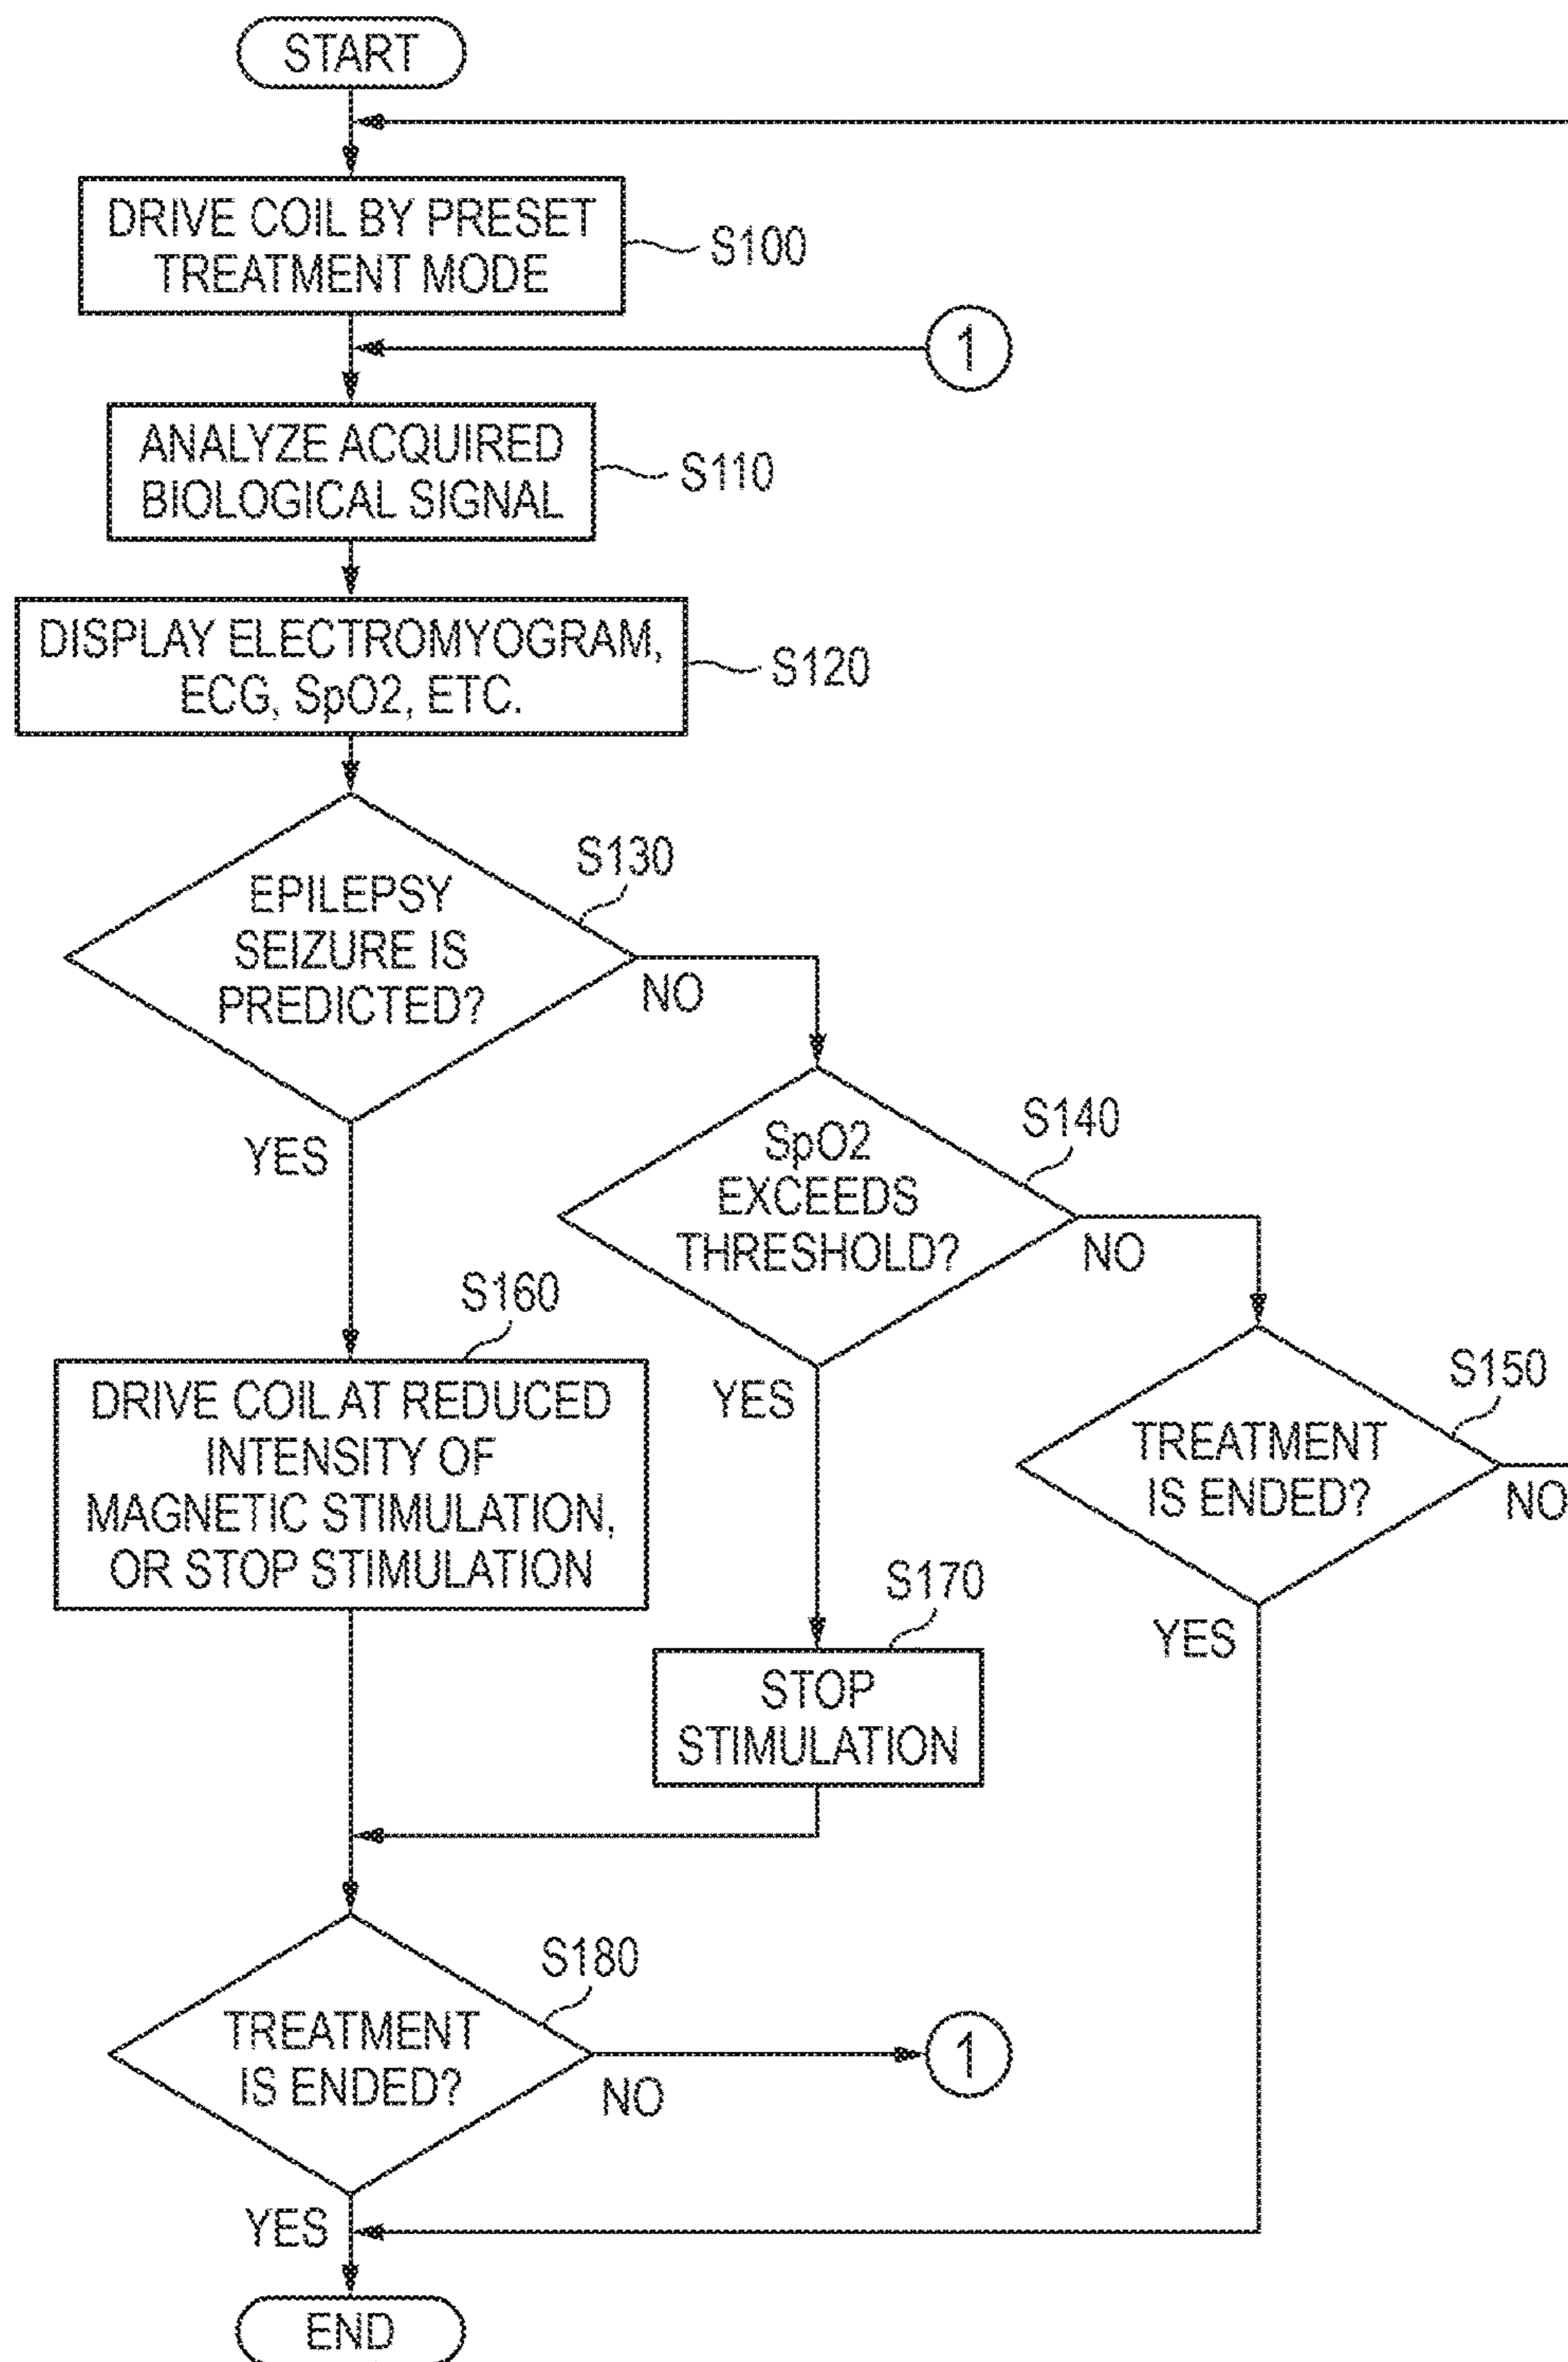 START
DRIVE COIL BY PRESET
TREATMENT MODE
S100
1
ANALYZE ACQUIRED
BIOLOGICAL SIGNAL
S110
DISPLAY ELECTROMYOGRAM,
ECG, SpO2, ETC.
S120
S130
EPILEPSY
SEIZURE IS
PREDICTED?
NO
YES
S140
SpO2
EXCEEDS
THRESHOLD?
NO
YES
S150
TREATMENT
IS ENDED?
NO
YES
S160
DRIVE COIL AT REDUCED
INTENSITY OF
MAGNETIC STIMULATION,
OR STOP STIMULATION
S170
STOP
STIMULATION
S180
TREATMENT
IS ENDED?
NO
1
YES
END